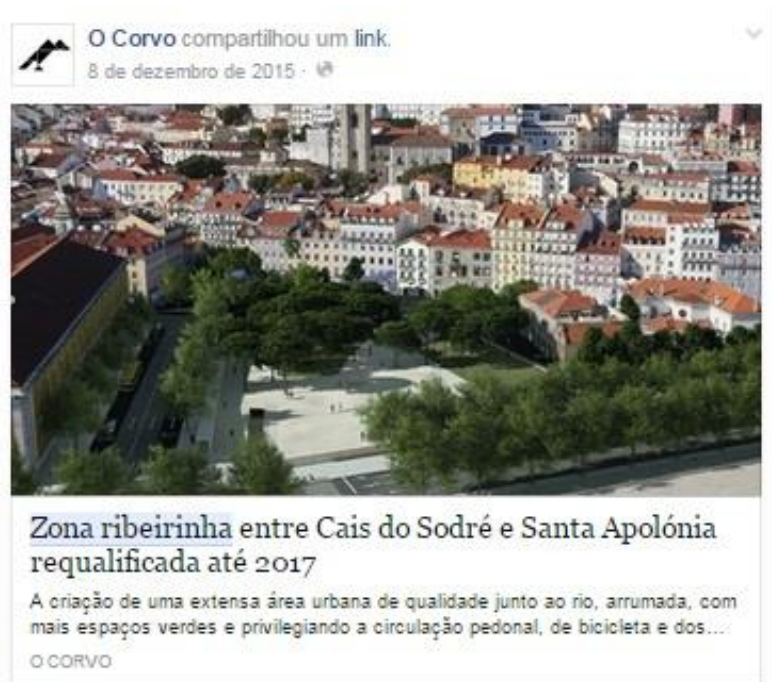 O Corvo compartilhou um link.
8 de dezembro de 2015 ·
Zona ribeirinha entre Cais do Sodré e Santa Apolónia
requalificada até 2017
A criação de uma extensa área urbana de qualidade junto ao rio, arrumada, com
mais espaços verdes e privilegiando a circulação pedonal, de bicicleta e dos...
O CORVO